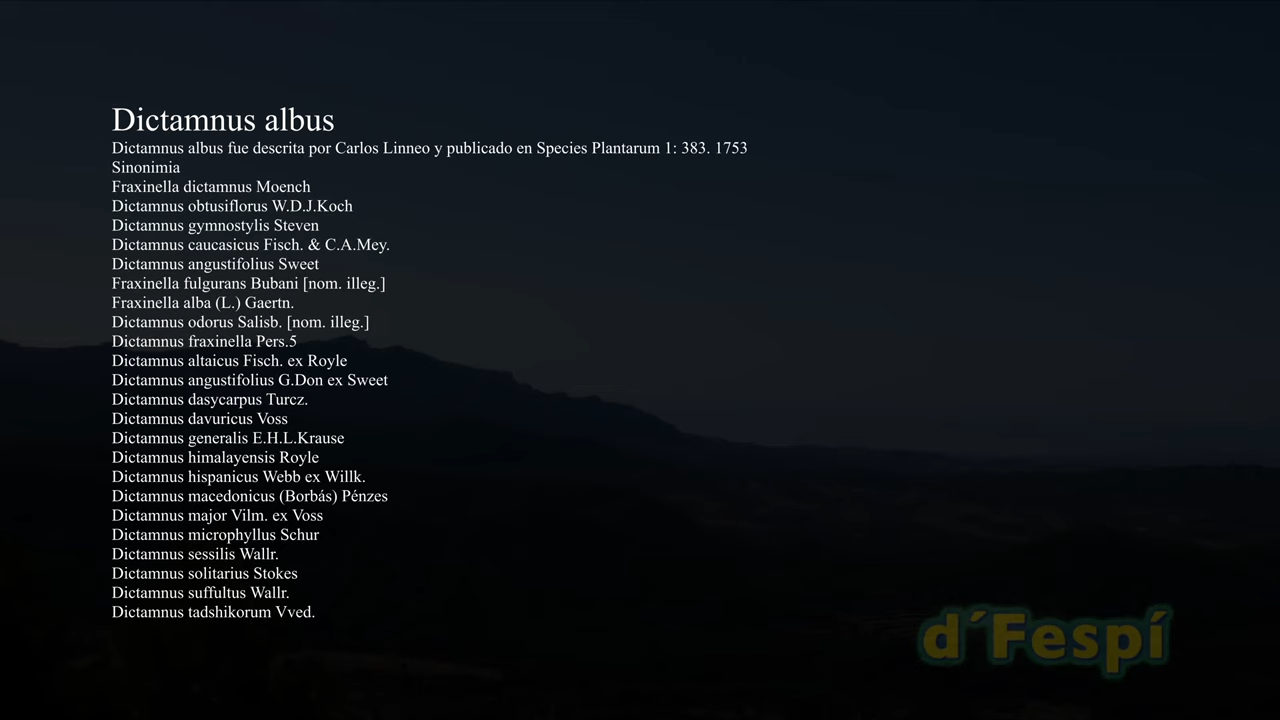 Dictamnus albus
Dictamnus albus fue descrita por Carlos Linneo y publicado en Species Plantarum 1: 383. 1753
Sinonimia
Fraxinella dictamnus Moench
Dictamnus obtusiflorus W.D.J.Koch
Dictamnus gymnostylis Steven
Dictamnus caucasicus Fisch. & C.A.Mey.
Dictamnus angustifolius Sweet
Fraxinella fulgurans Bubani [nom. illeg.]
Fraxinella alba (L.) Gaertn.
Dictamnus odorus Salisb. [nom. illeg.]
Dictamnus fraxinella Pers.5
Dictamnus altaicus Fisch. ex Royle
Dictamnus angustifolius G.Don ex Sweet
Dictamnus dasycarpus Turcz.
Dictamnus davuricus Voss
Dictamnus generalis E.H.L.Krause
Dictamnus himalayensis Royle
Dictamnus hispanicus Webb ex Willk.
Dictamnus macedonicus (Borbás) Pénzes
Dictamnus major Vilm. ex Voss
Dictamnus microphyllus Schur
Dictamnus sessilis Wallr.
Dictamnus solitarius Stokes
Dictamnus suffultus Wallr.
Dictamnus tadshikorum Vved.
d´Fespí